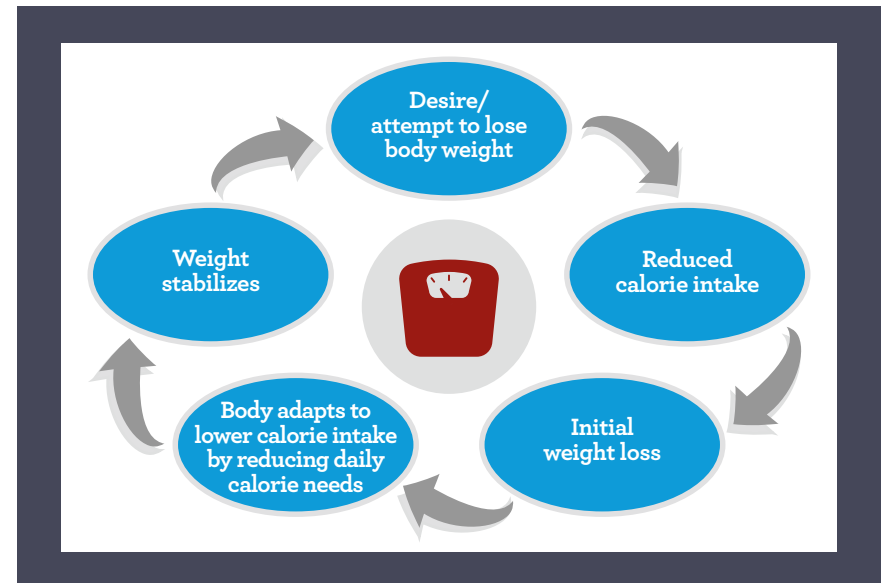 Desire/
attempt to lose
body weight
Reduced
calorie intake
Initial
weight loss
Body adapts to
lower calorie intake
by reducing daily
calorie needs
Weight
stabilizes